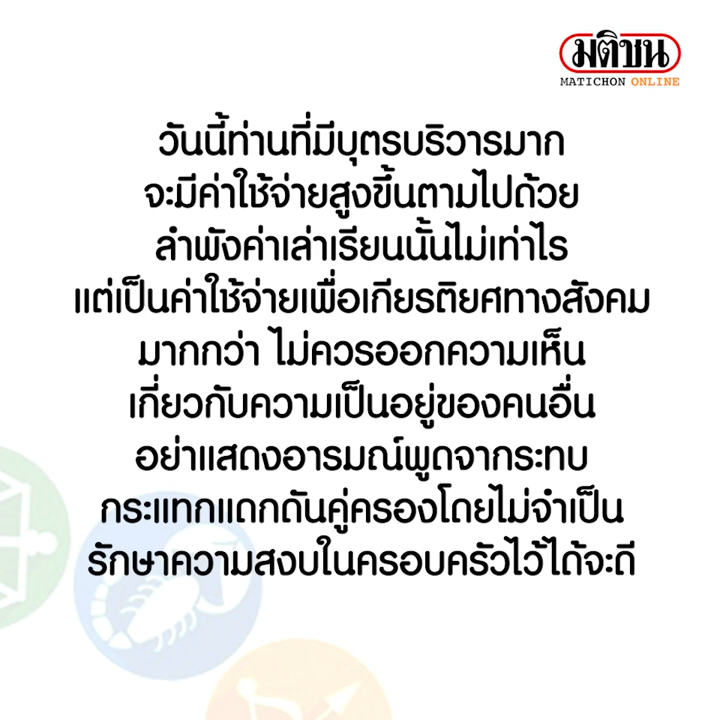 มติชน
MATICHON ONLINE
วันนี้ท่านที่มีบุตรบริวารมาก
จะมีค่าใช้จ่ายสูงขึ้นตามไปด้วย
ลำพังค่าเล่าเรียนนั้นไม่เท่าไร
แต่เป็นค่าใช้จ่ายเพื่อเกียรติยศทางสังคม
มากกว่า ไม่ควรออกความเห็น
เกี่ยวกับความเป็นอยู่ของคนอื่น
อย่าแสดงอารมณ์พูดจากระทบ
กระแทกแดกดันคู่ครองโดยไม่จำเป็น
รักษาความสงบในครอบครัวไว้ได้จะดี